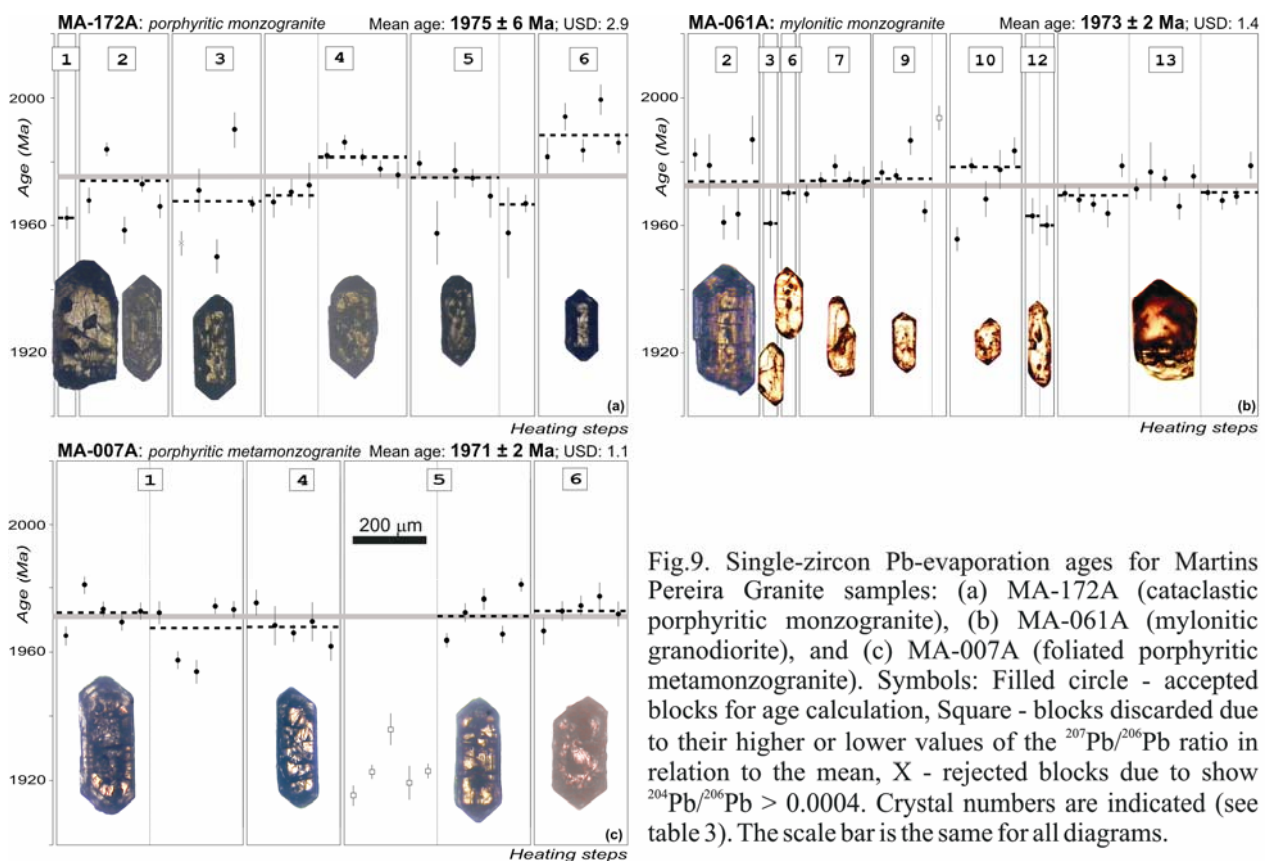 MA-172A: porphyritic monzogranite Mean age: 1975 ± 6 Ma; USD: 2.9
1 2 3 4 5 6
2000
1960
1920
Age (Ma)
(a)
Heating steps
MA-061A: mylonitic monzogranite Mean age: 1973 ± 2 Ma; USD: 1.4
2 3 6 7 9 10 12 13
2000
1960
1920
Age (Ma)
(b)
Heating steps
MA-007A: porphyritic metamonzogranite Mean age: 1971 ± 2 Ma; USD: 1.1
1 4 5 6
200 µm
2000
1960
1920
Age (Ma)
(c)
Heating steps
Fig.9. Single-zircon Pb-evaporation ages for Martins
Pereira Granite samples: (a) MA-172A (cataclastic
porphyritic monzogranite), (b) MA-061A (mylonitic
granodiorite), and (c) MA-007A (foliated porphyritic
metamonzogranite). Symbols: Filled circle - accepted
blocks for age calculation, Square - blocks discarded due
to their higher or lower values of the ²⁰⁷Pb/²⁰⁶Pb ratio in
relation to the mean, X - rejected blocks due to show
²⁰⁴Pb/²⁰⁶Pb > 0.0004. Crystal numbers are indicated (see
table 3). The scale bar is the same for all diagrams.